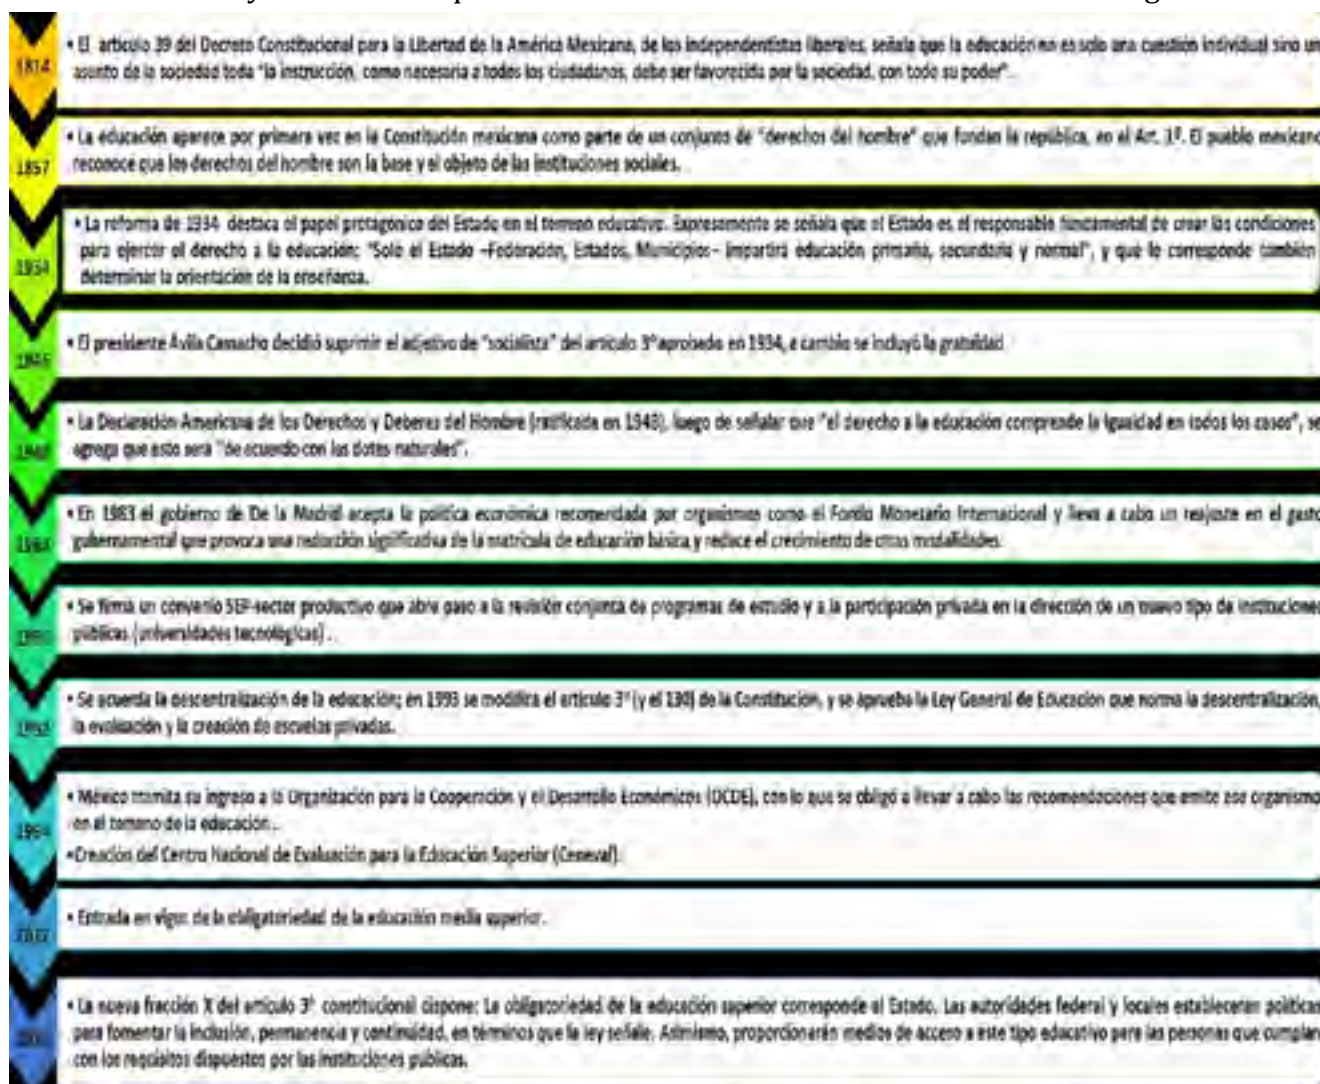 1814
• El artículo 39 del Decreto Constitucional para la Libertad de la América Mexicana, de los independentistas liberales, señala que la educación no es solo una cuestión individual sino un
asunto de la sociedad toda "la instrucción, como necesaria a todos los ciudadanos, debe ser favorecida por la sociedad, con todo su poder".
1857
• La educación aparece por primera vez en la Constitución mexicana como parte de un conjunto de "derechos del hombre" que fundan la república, en el Art. 1º. El pueblo mexicano
reconoce que los derechos del hombre son la base y el objeto de las instituciones sociales.
1934
• La reforma de 1934 destaca el papel protagónico del Estado en el terreno educativo. Expresamente se señala que el Estado es el responsable fundamental de crear las condiciones
para ejercer el derecho a la educación; "Solo el Estado –Federación, Estados, Municipios– impartirá educación primaria, secundaria y normal", y que le corresponde también
determinar la orientación de la enseñanza.
• El presidente Ávila Camacho decidió suprimir el adjetivo de "socialista" del artículo 3º aprobado en 1934, a cambio se incluyó la gratuidad
• La Declaración Americana de los Derechos y Deberes del Hombre (ratificada en 1948), luego de señalar que "el derecho a la educación comprende la igualdad en todos los casos", se
agrega que esto será "de acuerdo con las dotes naturales".
• En 1983 el gobierno de De la Madrid acepta la política económica recomendada por organismos como el Fondo Monetario Internacional y lleva a cabo un reajuste en el gasto
gubernamental que provoca una reducción significativa de la matrícula de educación básica y reduce el crecimiento de otras modalidades
• Se firma un convenio SEP-sector productivo que abre paso a la revisión conjunta de programas de estudio y a la participación privada en la dirección de un nuevo tipo de instituciones
públicas (universidades tecnológicas).
• Se acuerda la descentralización de la educación; en 1993 se modifica el artículo 3º (y el 130) de la Constitución, y se aprueba la Ley General de Educación que norma la descentralización,
la evaluación y la creación de escuelas privadas.
1994
• México tramita su ingreso a la Organización para la Cooperación y el Desarrollo Económicos (OCDE), con lo que se obligó a llevar a cabo las recomendaciones que emite ese organismo
en el terreno de la educación.
•Creación del Centro Nacional de Evaluación para la Educación Superior (Ceneval).
• Entrada en vigor de la obligatoriedad de la educación media superior.
• La nueva fracción X del artículo 3º constitucional dispone: La obligatoriedad de la educación superior corresponde al Estado. Las autoridades federal y locales establecerán políticas
para fomentar la inclusión, permanencia y continuidad, en términos que la ley señale. Asimismo, proporcionarán medios de acceso a este tipo educativo para las personas que cumplan
con los requisitos dispuestos por las instituciones públicas.